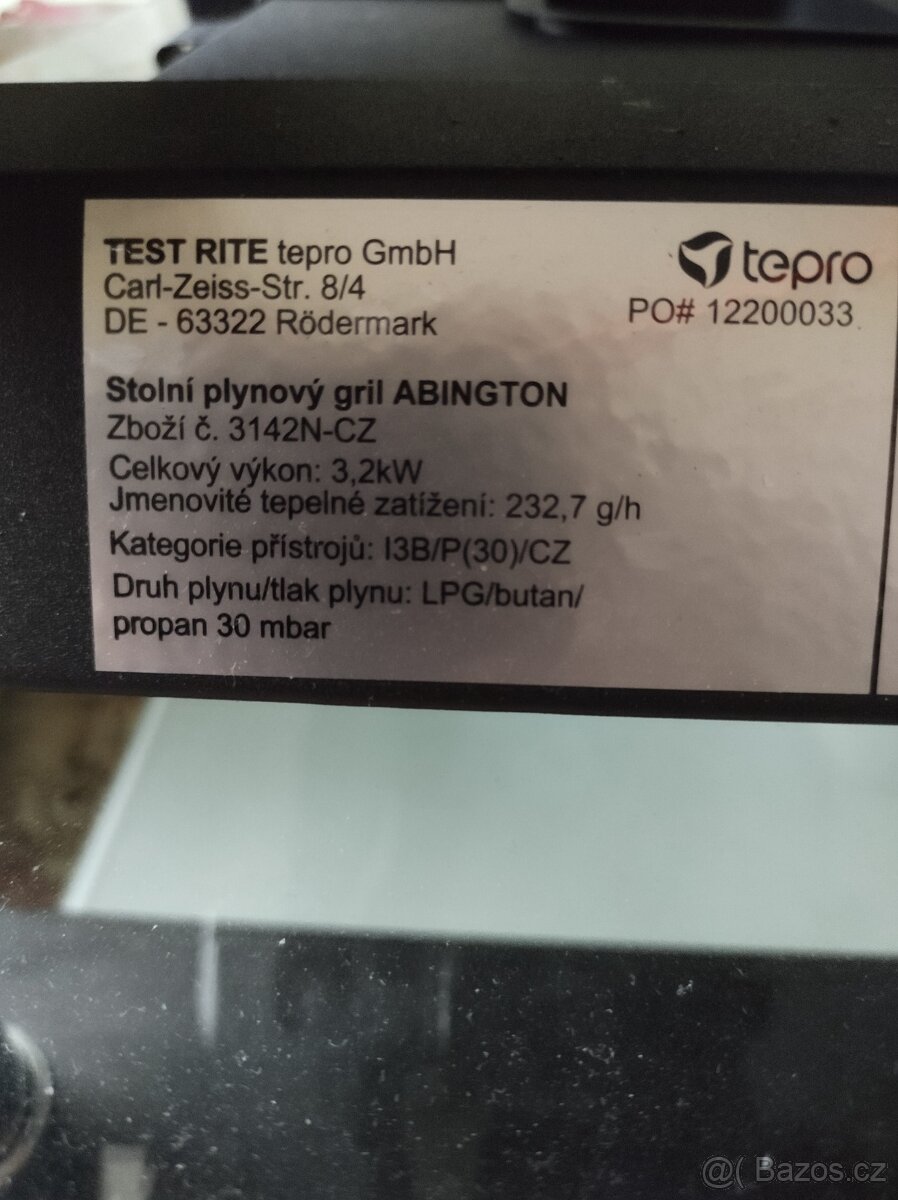 TEST RITE tepro GmbH
Carl-Zeiss-Str. 8/4
DE - 63322 Rödermark
tepro
PO# 12200033
Stolní plynový gril ABINGTON
Zboží č. 3142N-CZ
Celkový výkon: 3,2kW
Jmenovité tepelné zatížení: 232,7 g/h
Kategorie přístrojů: I3B/P(30)/CZ
Druh plynu/tlak plynu: LPG/butan/
propan 30 mbar
@( Bazos.cz